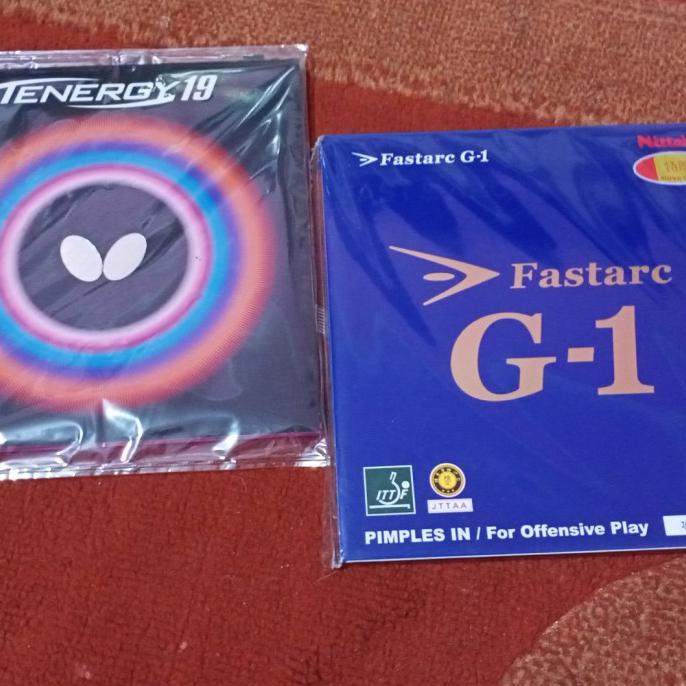 TENERGY 19
Fastarc G-1
Fastarc
G-1
ITTF
JTTAA
PIMPLES IN / For Offensive Play